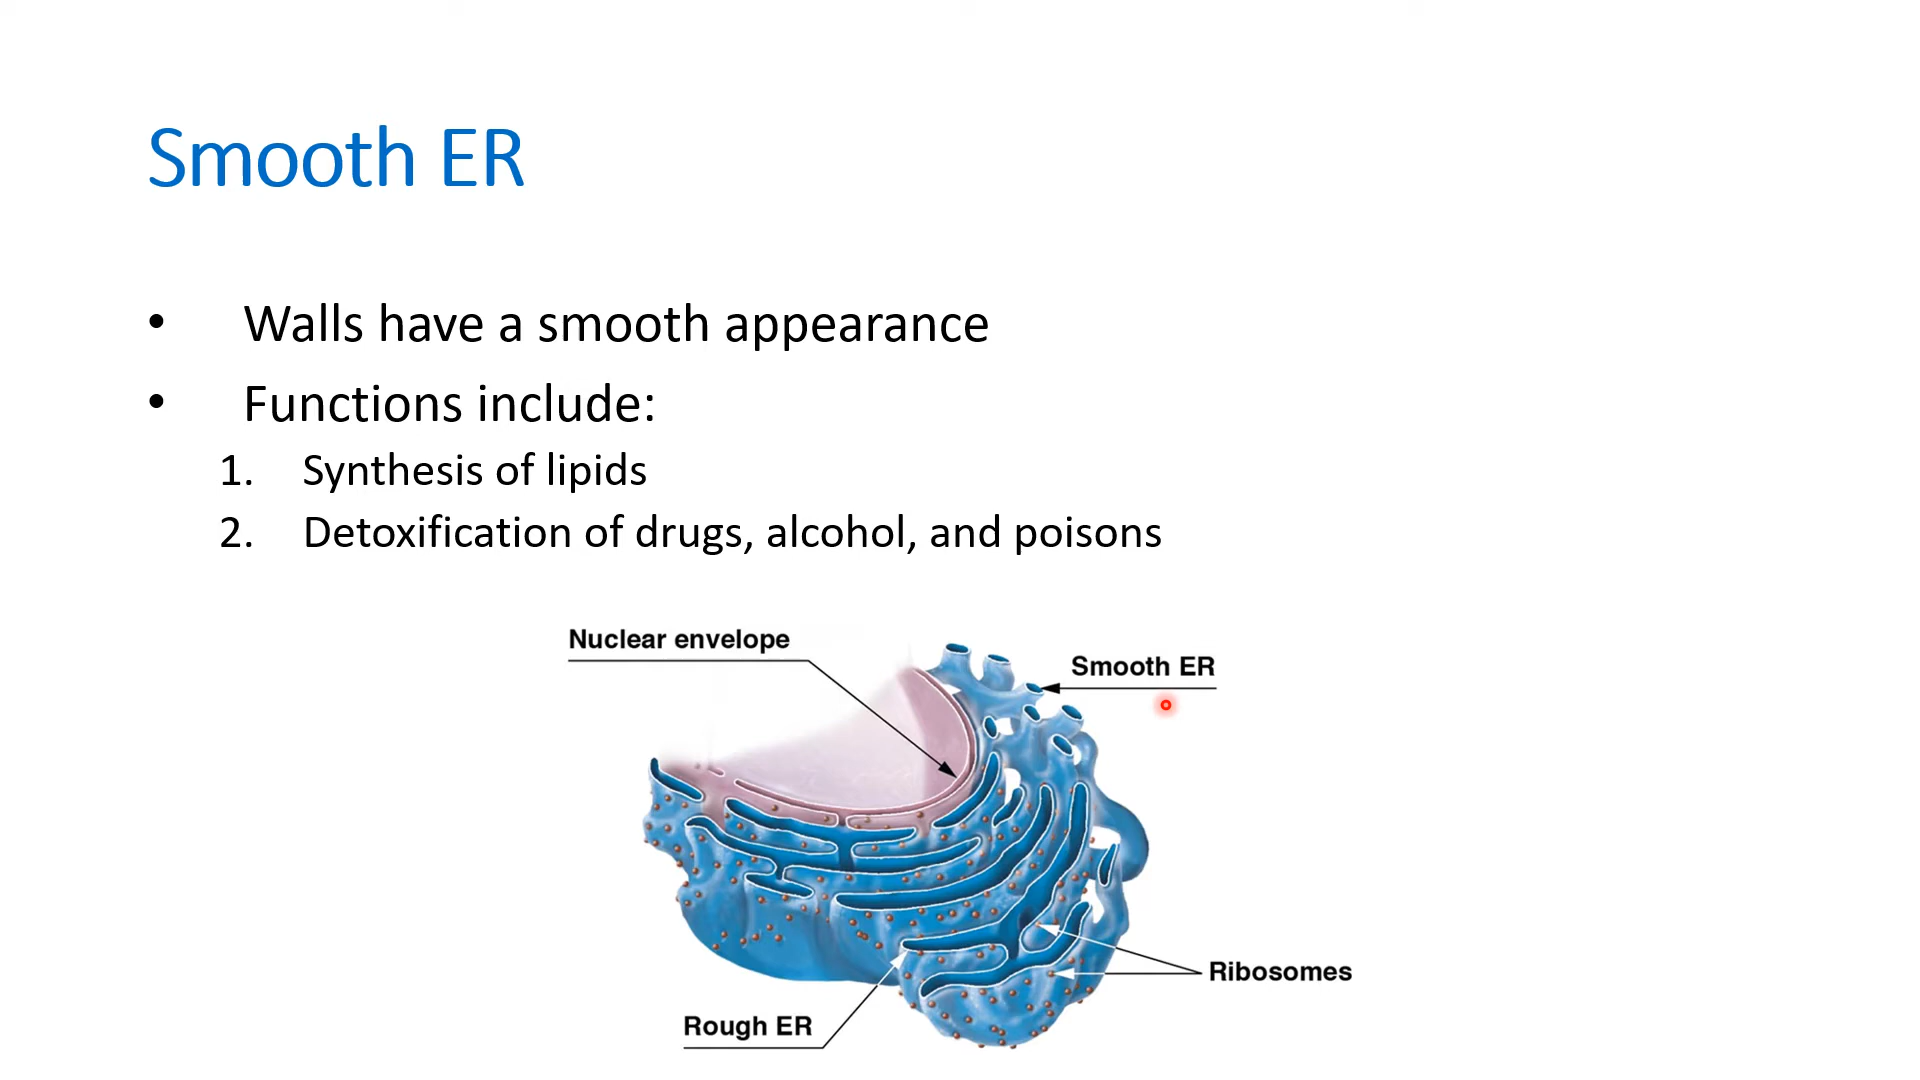 Smooth ER
• Walls have a smooth appearance
• Functions include:
1. Synthesis of lipids
2. Detoxification of drugs, alcohol, and poisons
Nuclear envelope
Smooth ER
Ribosomes
Rough ER